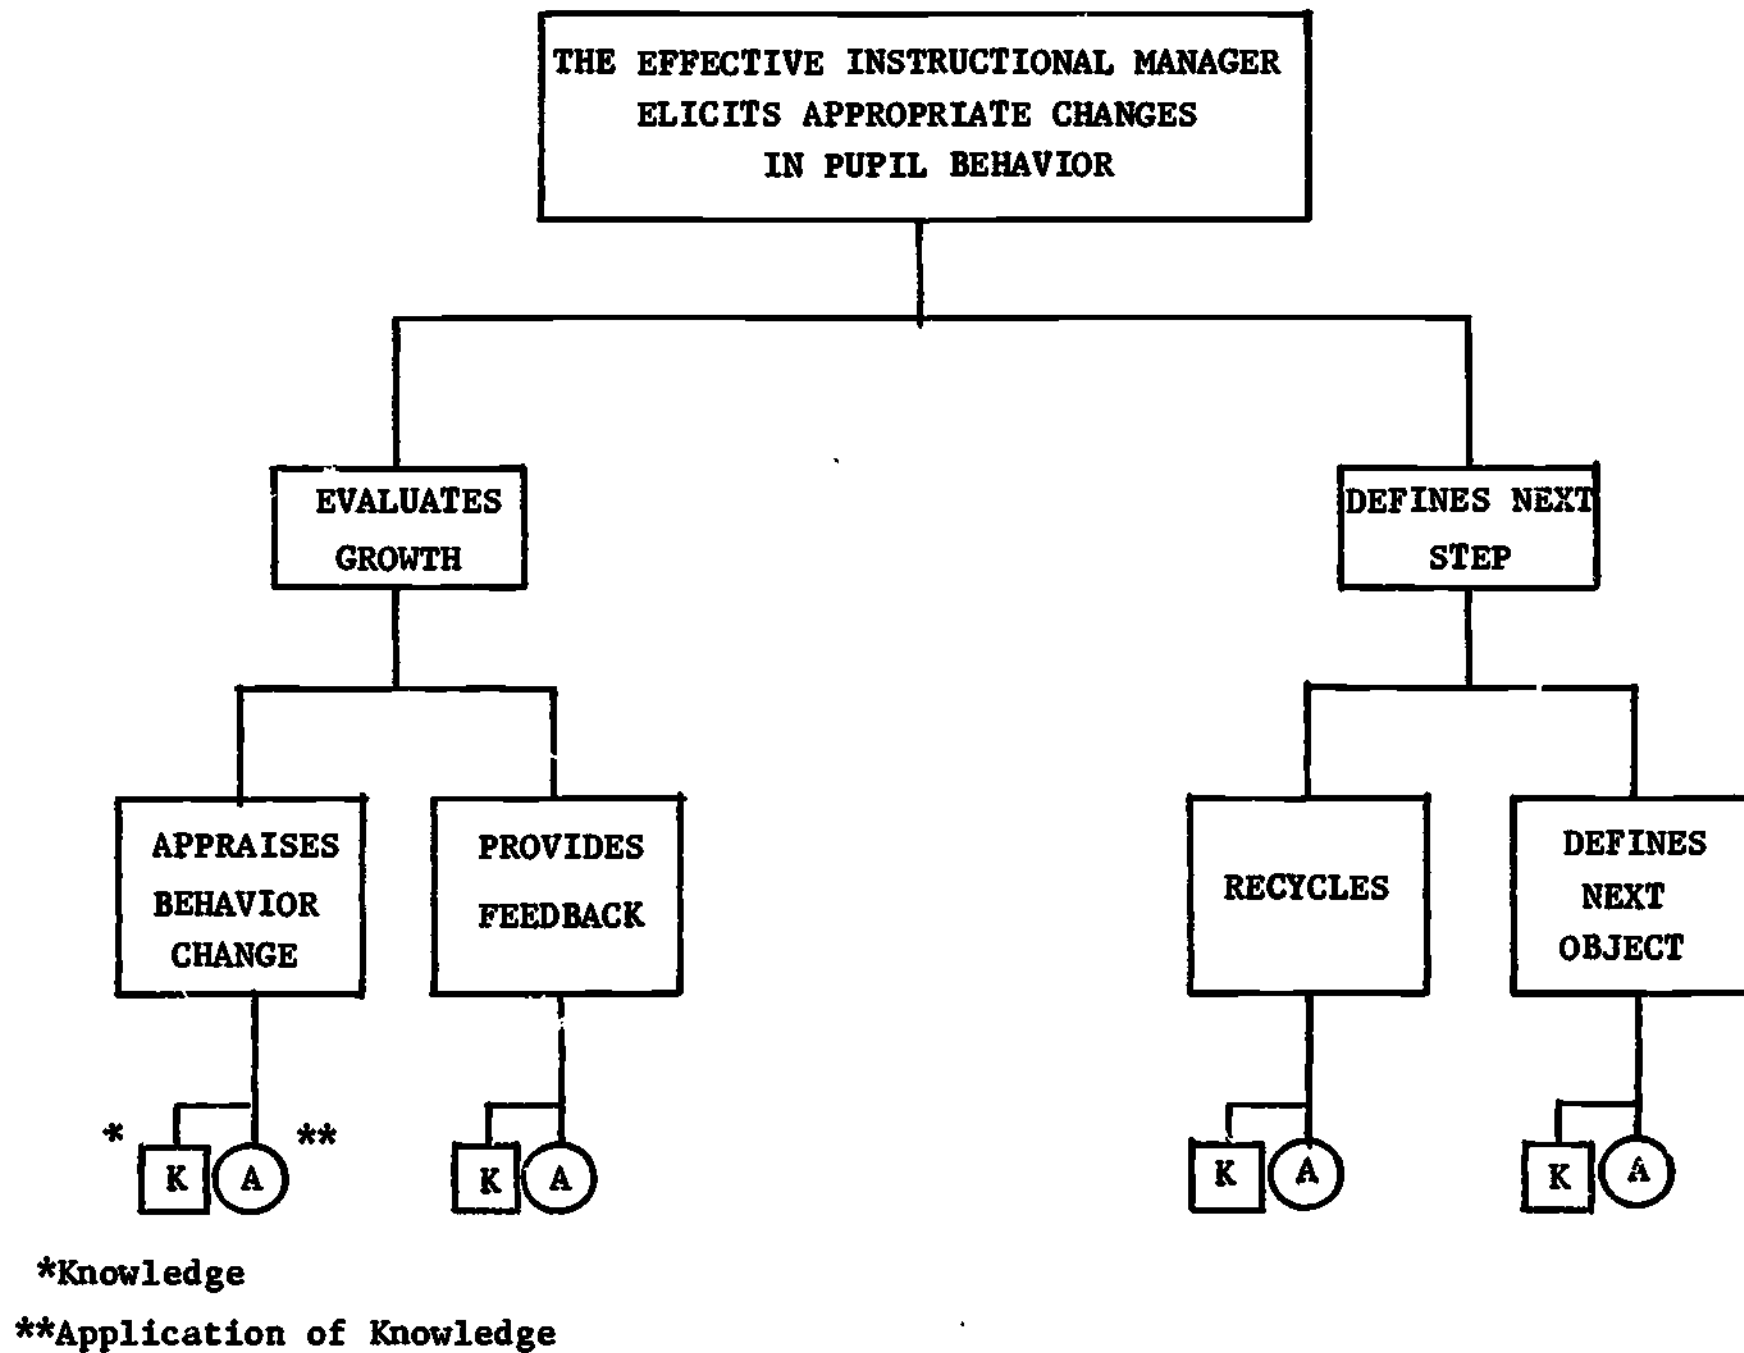 THE EFFECTIVE INSTRUCTIONAL MANAGER
ELICITS APPROPRIATE CHANGES
IN PUPIL BEHAVIOR
EVALUATES
GROWTH
DEFINES NEXT
STEP
APPRAISES
BEHAVIOR
CHANGE
PROVIDES
FEEDBACK
RECYCLES
DEFINES
NEXT
OBJECT
* K A **
K A
K A
K A
*Knowledge
**Application of Knowledge